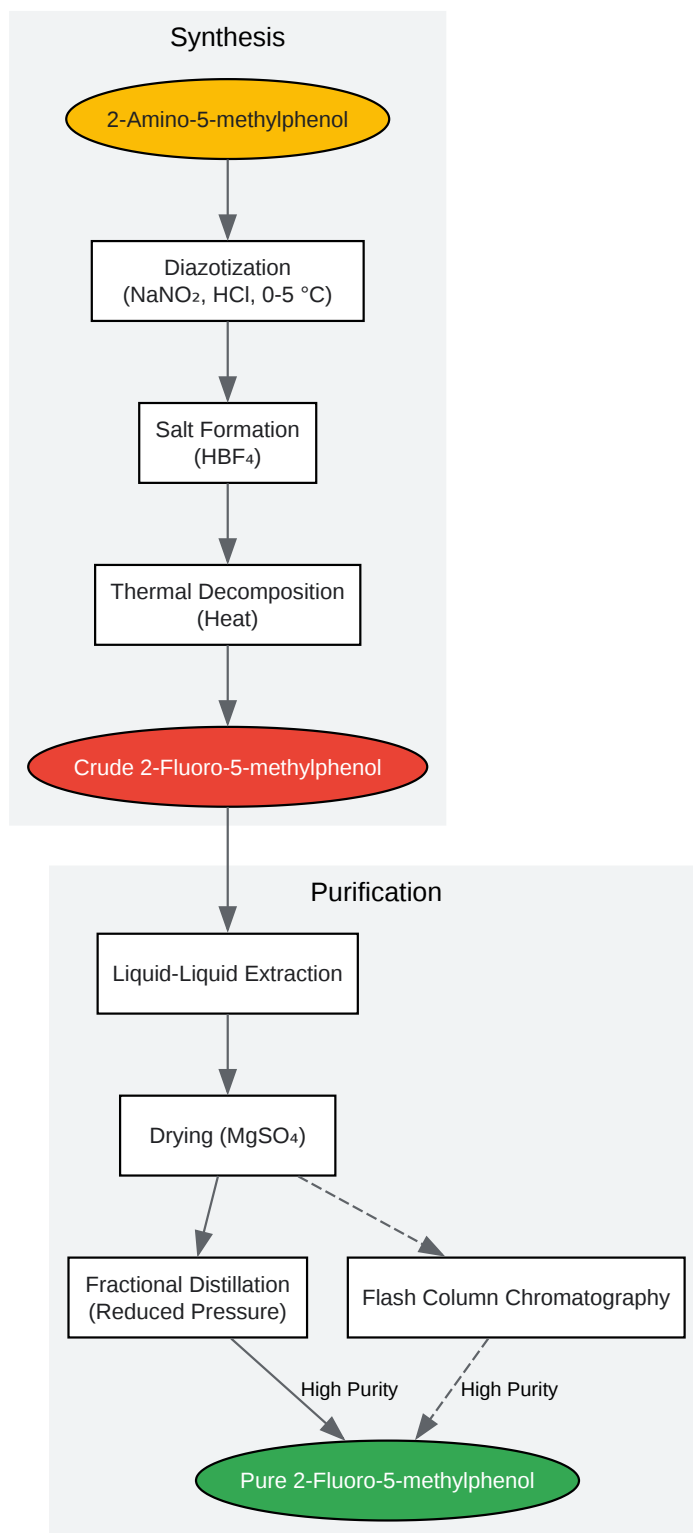 Synthesis
2-Amino-5-methylphenol
Diazotization
(NaNO₂, HCl, 0-5 °C)
Salt Formation
(HBF₄)
Thermal Decomposition
(Heat)
Crude 2-Fluoro-5-methylphenol
Purification
Liquid-Liquid Extraction
Drying (MgSO₄)
Fractional Distillation
(Reduced Pressure)
Flash Column Chromatography
High Purity
High Purity
Pure 2-Fluoro-5-methylphenol